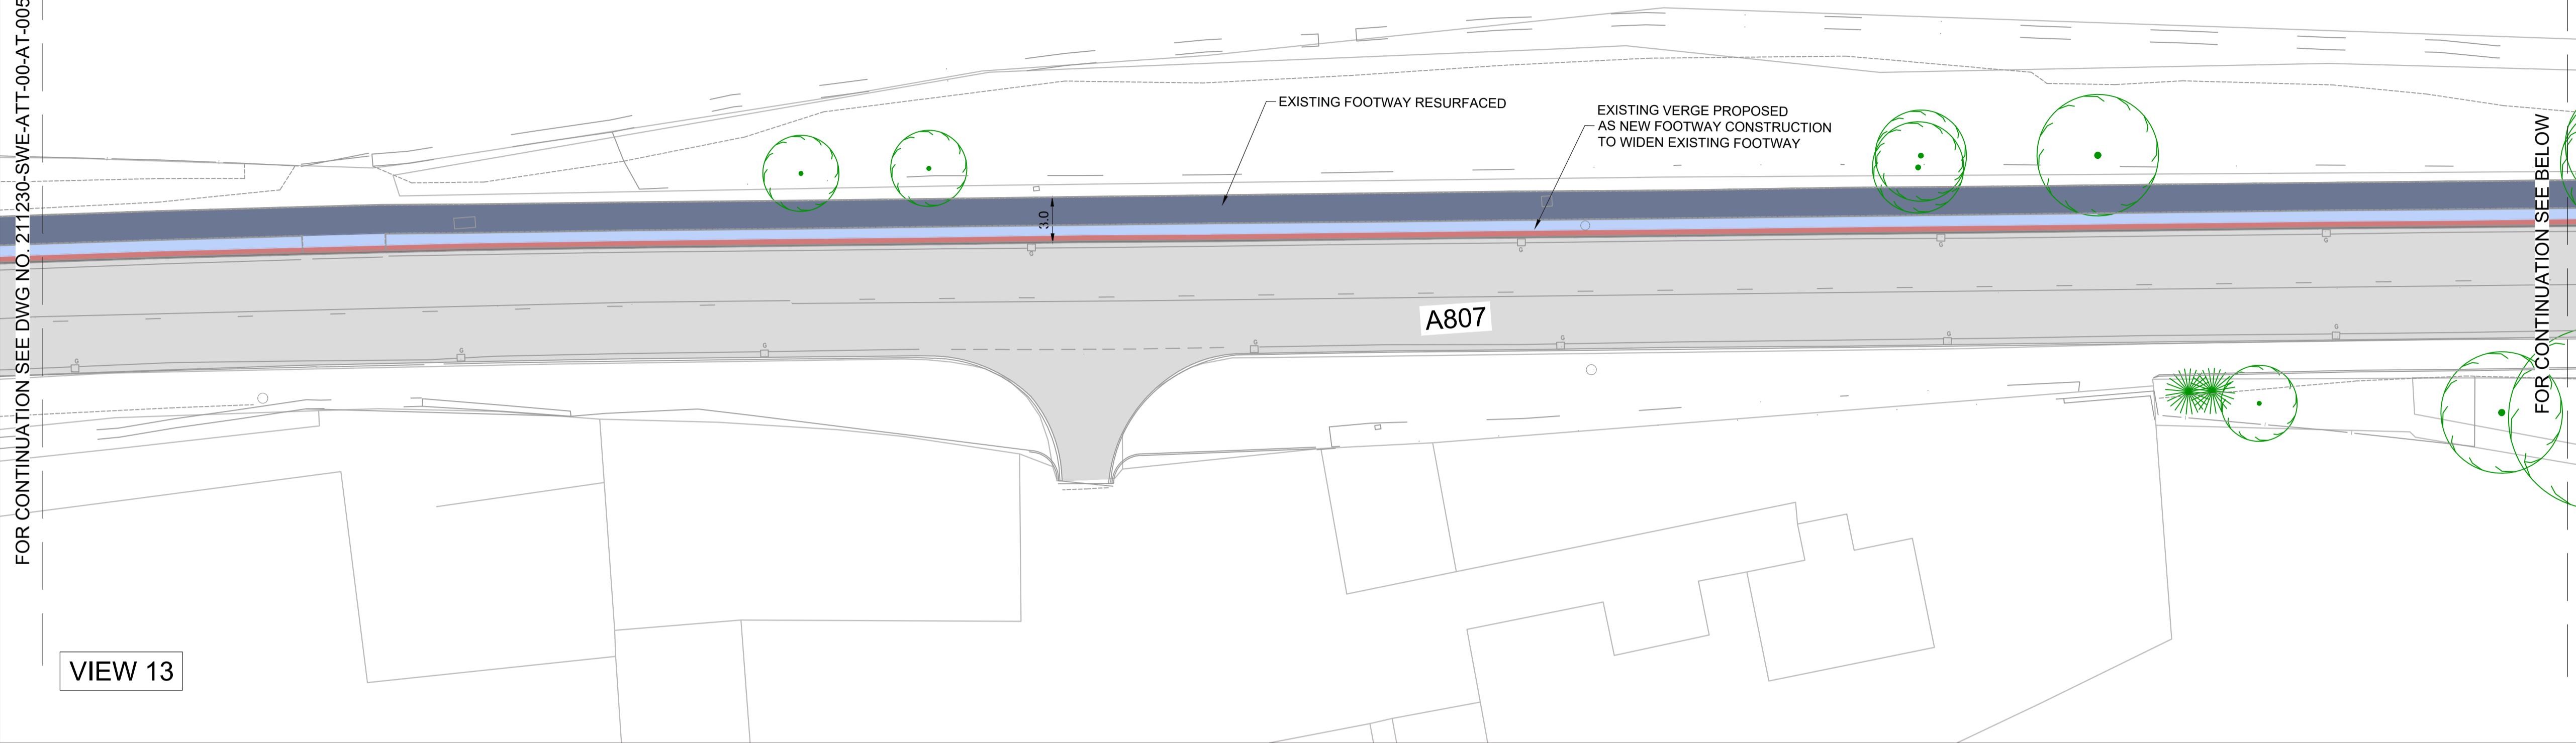 FOR CONTINUATION SEE DWG NO. 211230-SWE-ATT-00-AT-005
EXISTING FOOTWAY RESURFACED
EXISTING VERGE PROPOSED
AS NEW FOOTWAY CONSTRUCTION
TO WIDEN EXISTING FOOTWAY
3.0
G
G
G
G
A807
G
G
G
G
G
G
G
FOR CONTINUATION SEE BELOW
VIEW 13